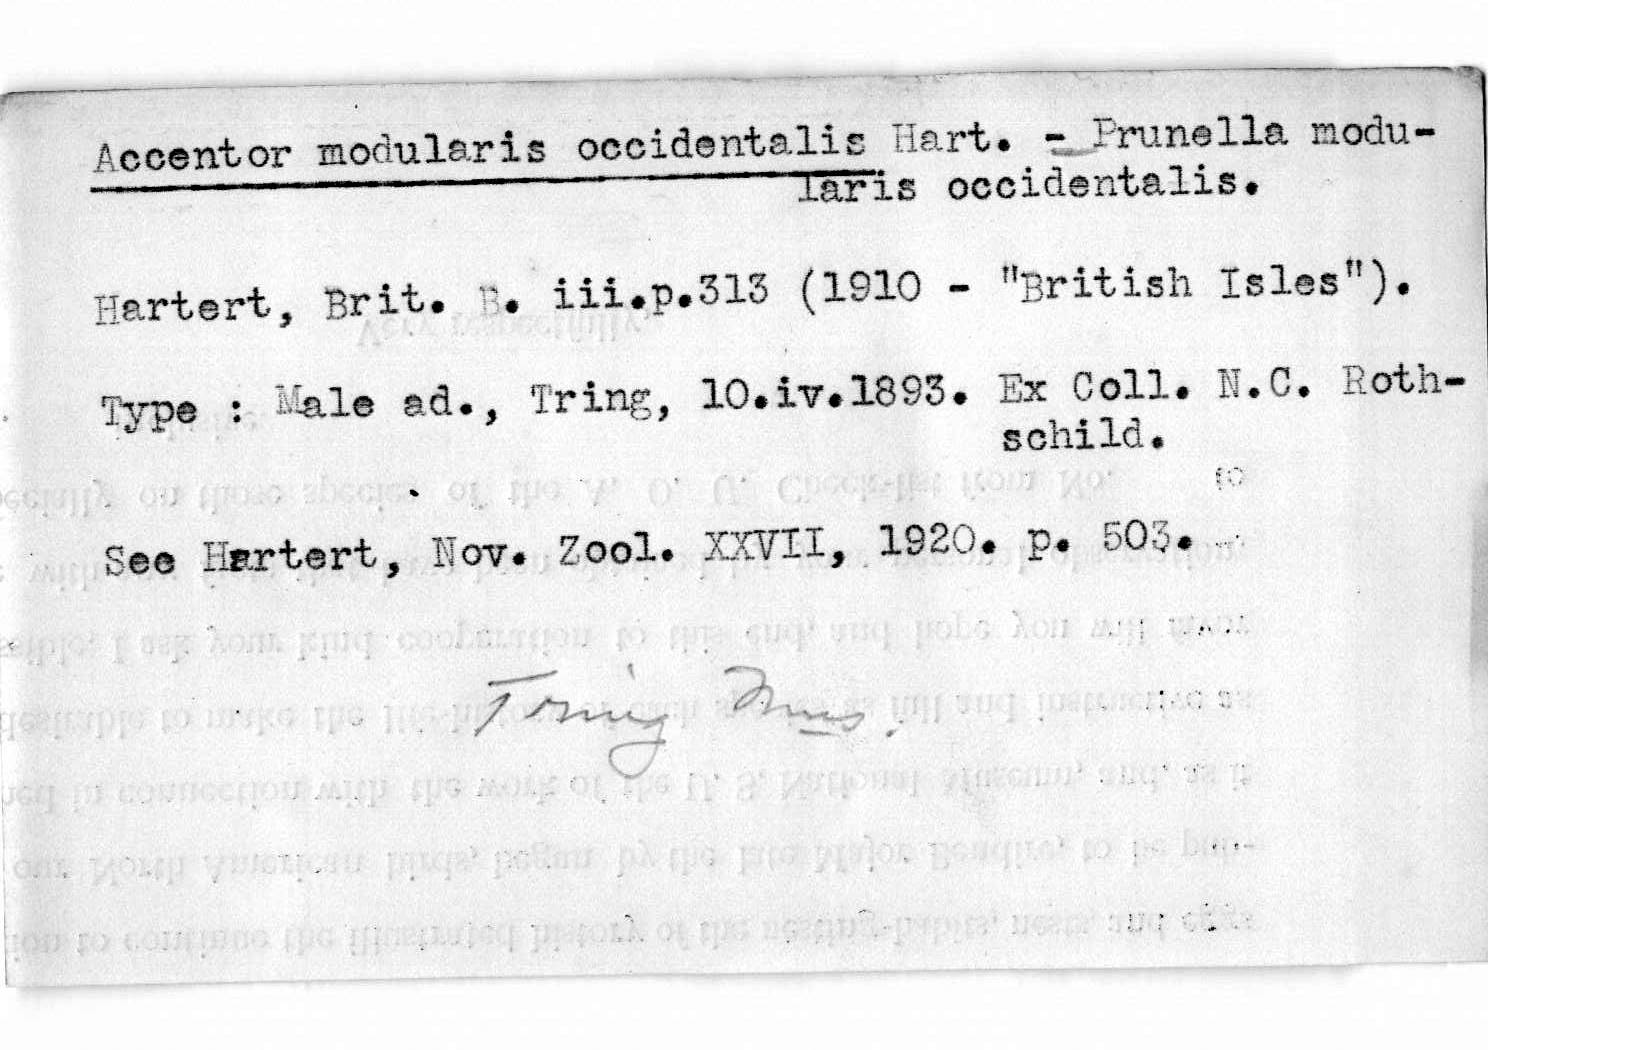 Accentor modularis occidentalis Hart. - Prunella modu-
laris occidentalis.
Hartert, Brit. B. iii.p.313 (1910 - "British Isles").
Type : Male ad., Tring, 10.iv.1893. Ex Coll. N.C. Roth-
schild.
See Hartert, Nov. Zool. XXVII, 1920. p. 503.
Tring Mus.